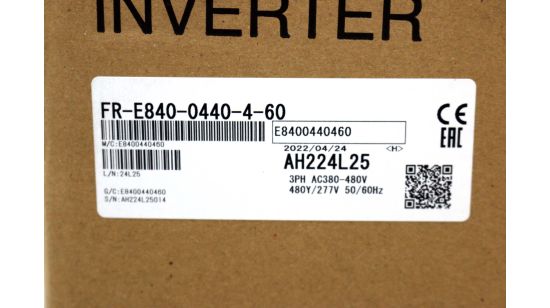 INVERTER
FR-E840-0440-4-60
E8400440460
M/C:E8400440460
2022/04/24 <H>
AH224L25
L/N:24L25
3PH AC380-480V
480Y/277V 50/60Hz
G/C:E8400440460
S/N:AH224L25014
CE
EAC